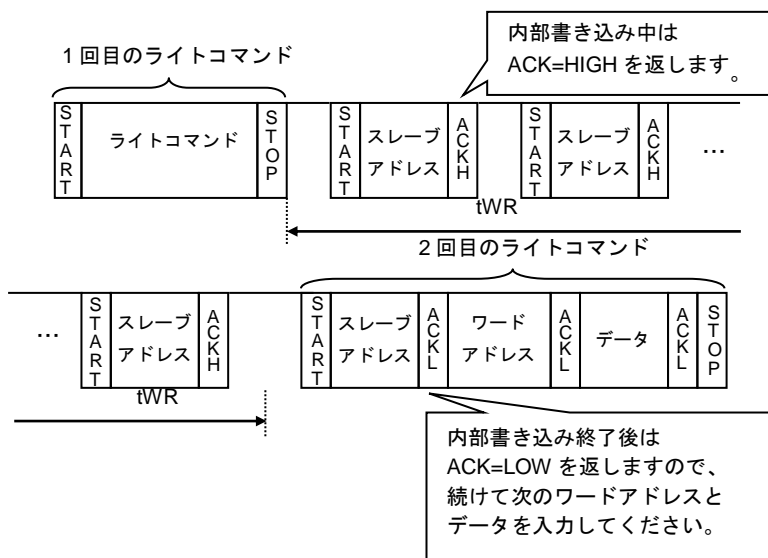 内部書き込み中は
ACK=HIGH を返します。
1 回目のライトコマンド
START
ライトコマンド
STOP
START
スレーブ
アドレス
ACKH
START
スレーブ
アドレス
ACKH
…
tWR
2 回目のライトコマンド
…
START
スレーブ
アドレス
ACKH
START
スレーブ
アドレス
ACKL
ワード
アドレス
ACKL
データ
ACKL
STOP
tWR
内部書き込み終了後は
ACK=LOW を返しますので、
続けて次のワードアドレスと
データを入力してください。